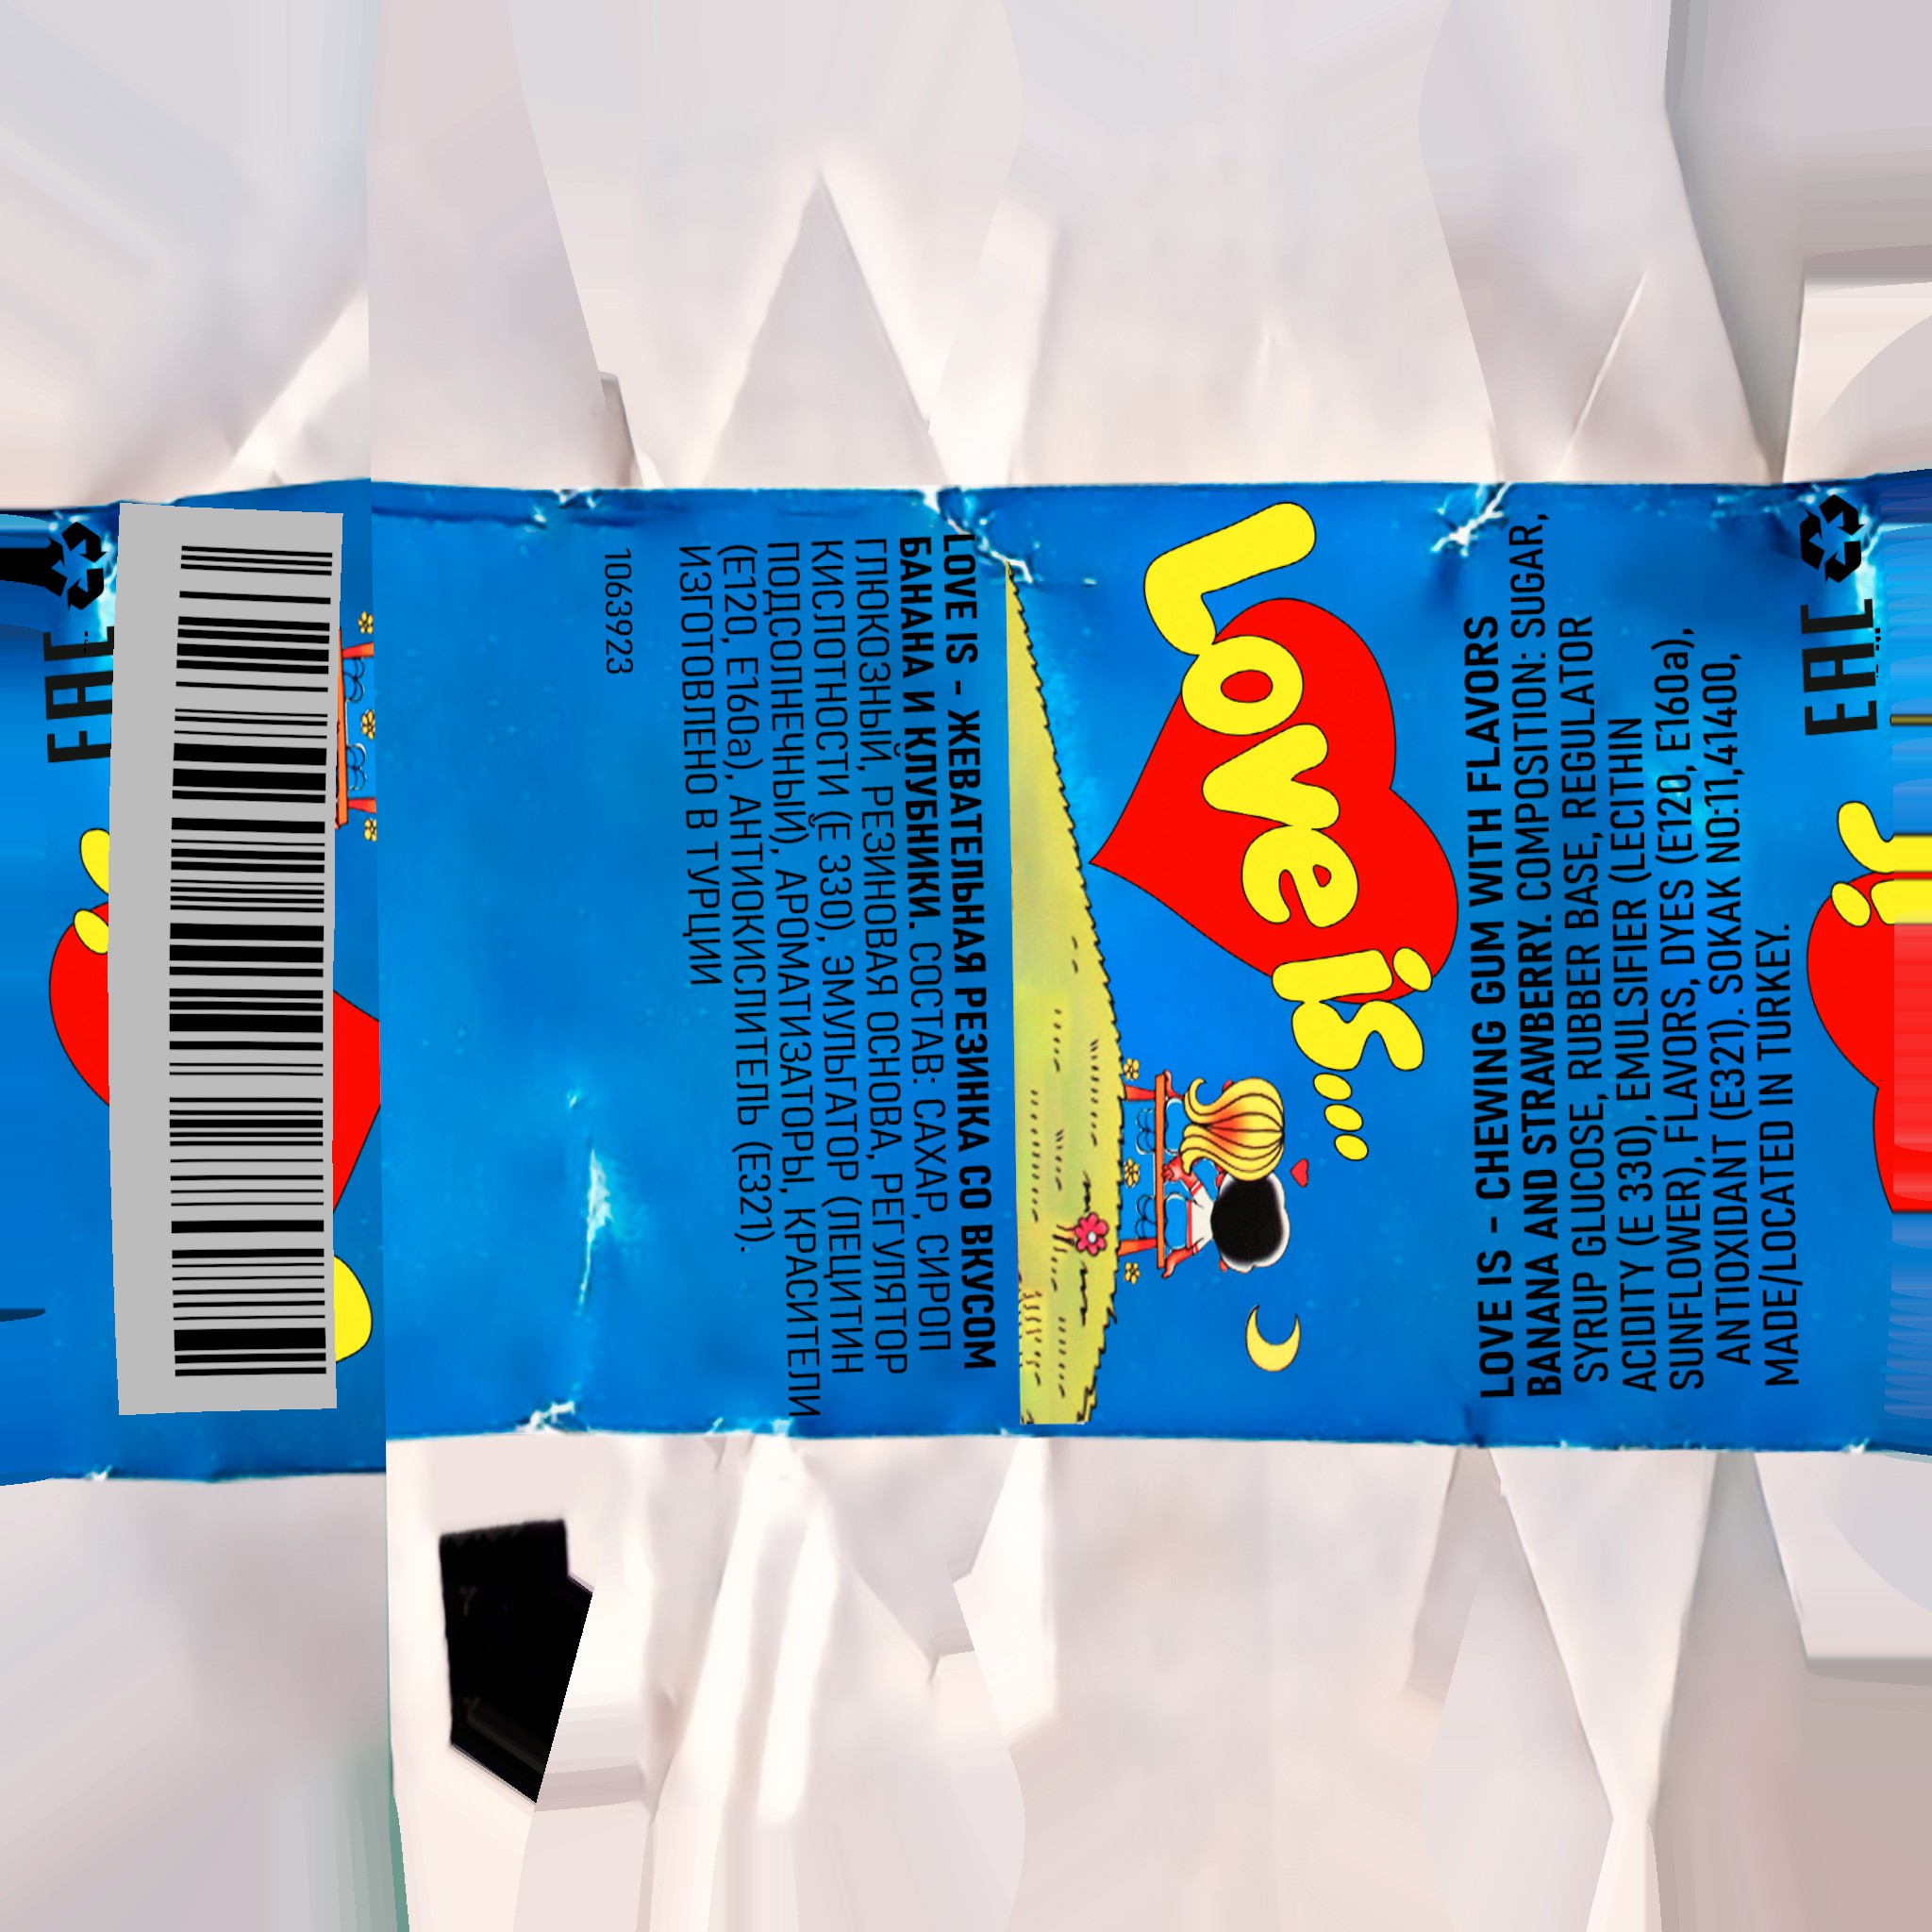 Love is...
LOVE IS - ЖЕВАТЕЛЬНАЯ РЕЗИНКА СО ВКУСОМ
БАНАНА И КЛУБНИКИ. СОСТАВ: САХАР, СИРОП
ГЛЮКОЗНЫЙ, РЕЗИНОВАЯ ОСНОВА, РЕГУЛЯТОР
КИСЛОТНОСТИ (Е 330), ЭМУЛЬГАТОР (ЛЕЦИТИН
ПОДСОЛНЕЧНЫЙ), АРОМАТИЗАТОРЫ, КРАСИТЕЛИ
(Е120, Е160а), АНТИОКИСЛИТЕЛЬ (Е321).
ИЗГОТОВЛЕНО В ТУРЦИИ
1063923
LOVE IS - CHEWING GUM WITH FLAVORS
BANANA AND STRAWBERRY. COMPOSITION: SUGAR,
SYRUP GLUCOSE, RUBBER BASE, REGULATOR
ACIDITY (E 330), EMULSIFIER (LECITHIN
SUNFLOWER), FLAVORS, DYES (E120, E160a),
ANTIOXIDANT (E321). SOKAK NO:11,41400,
MADE/LOCATED IN TURKEY.
EAC
EAC